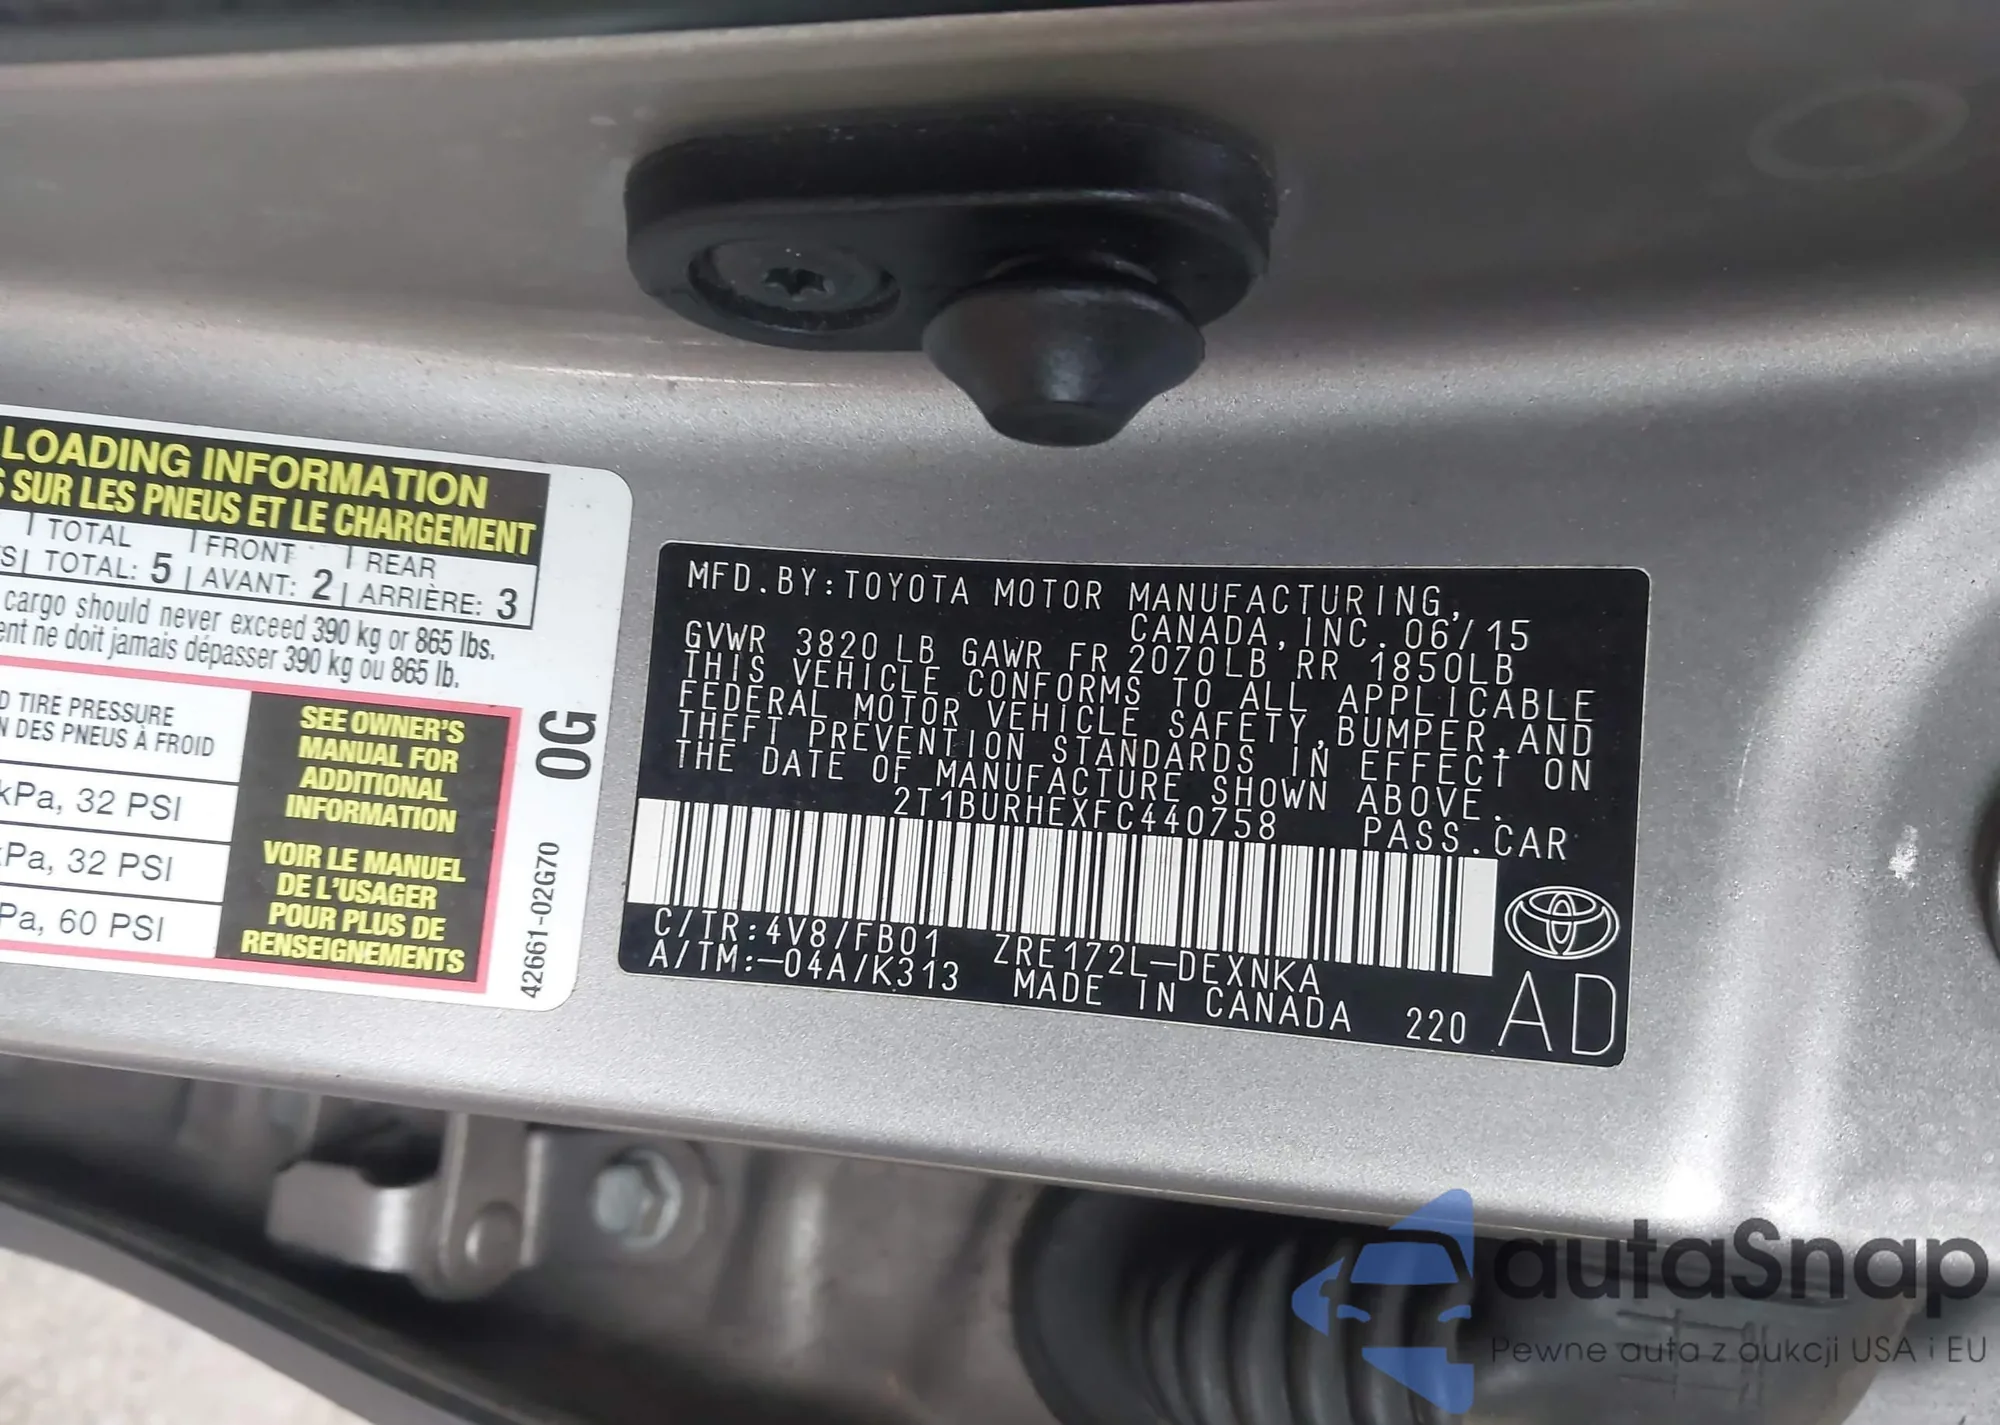 LOADING INFORMATION
SUR LES PNEUS ET LE CHARGEMENT
TOTAL FRONT REAR
TOTAL: 5 AVANT: 2 ARRIÈRE: 3
cargo should never exceed 390 kg or 865 lbs.
ne doit jamais dépasser 390 kg ou 865 lb.
TIRE PRESSURE
DES PNEUS À FROID
kPa, 32 PSI
kPa, 32 PSI
Pa, 60 PSI
SEE OWNER'S
MANUAL FOR
ADDITIONAL
INFORMATION
VOIR LE MANUEL
DE L'USAGER
POUR PLUS DE
RENSEIGNEMENTS
0G
42661-02G70
MFD.BY:TOYOTA MOTOR MANUFACTURING,
CANADA,INC. 06/15
GVWR 3820 LB GAWR FR 2070LB RR 1850LB
THIS VEHICLE CONFORMS TO ALL APPLICABLE
FEDERAL MOTOR VEHICLE SAFETY,BUMPER,AND
THEFT PREVENTION STANDARDS IN EFFECT ON
THE DATE OF MANUFACTURE SHOWN ABOVE.
2T1BURHEXFC440758 PASS.CAR
C/TR:4V8/FB01 ZRE172L-DEXNKA
A/TM:-04A/K313 MADE IN CANADA 220
AD
autaSnap
Pewne auta z aukcji USA i EU